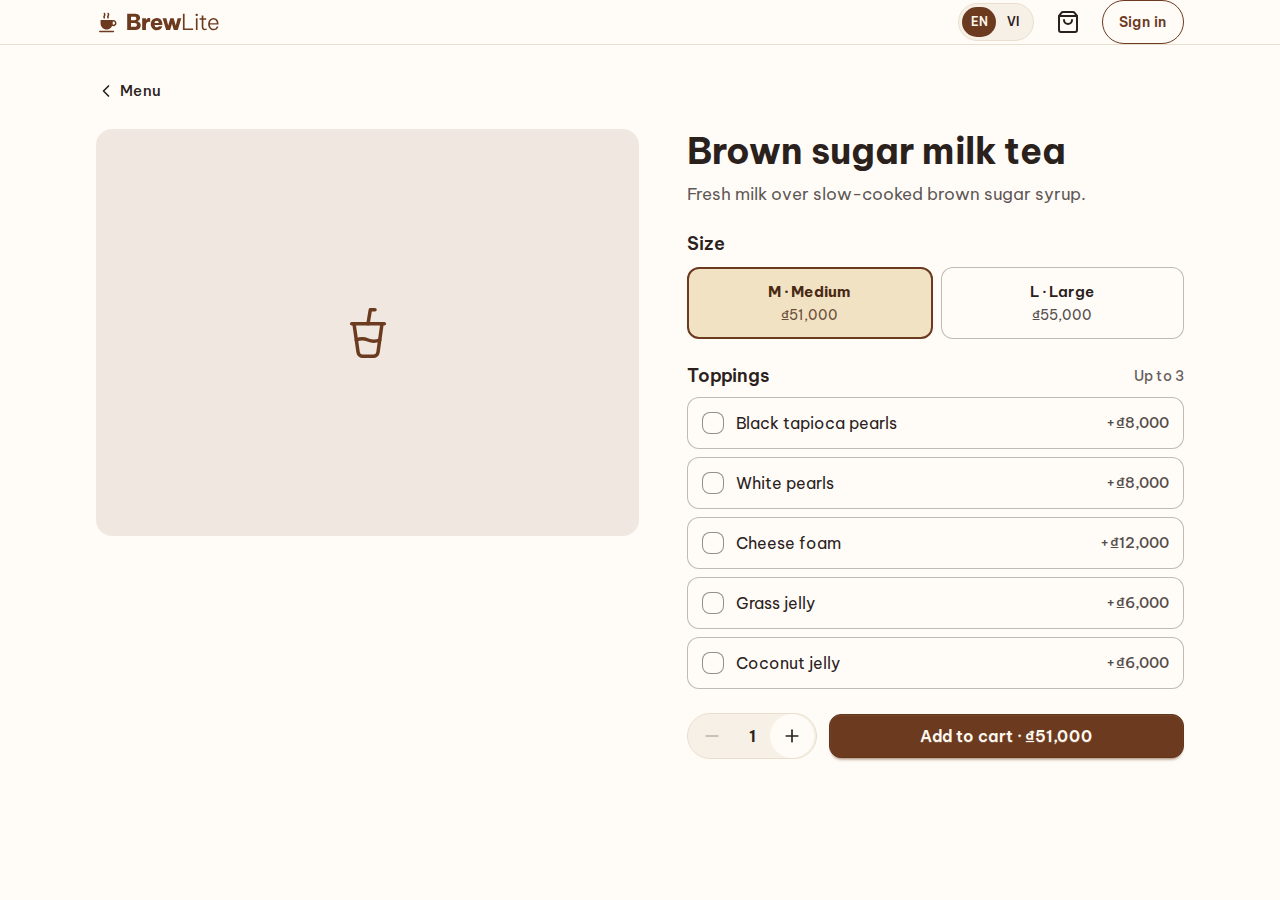 BrewLite
EN VI
Sign in
Menu
Brown sugar milk tea
Fresh milk over slow-cooked brown sugar syrup.
Size
M · Medium
₫51,000
L · Large
₫55,000
Toppings
Up to 3
Black tapioca pearls +₫8,000
White pearls +₫8,000
Cheese foam +₫12,000
Grass jelly +₫6,000
Coconut jelly +₫6,000
1
Add to cart · ₫51,000